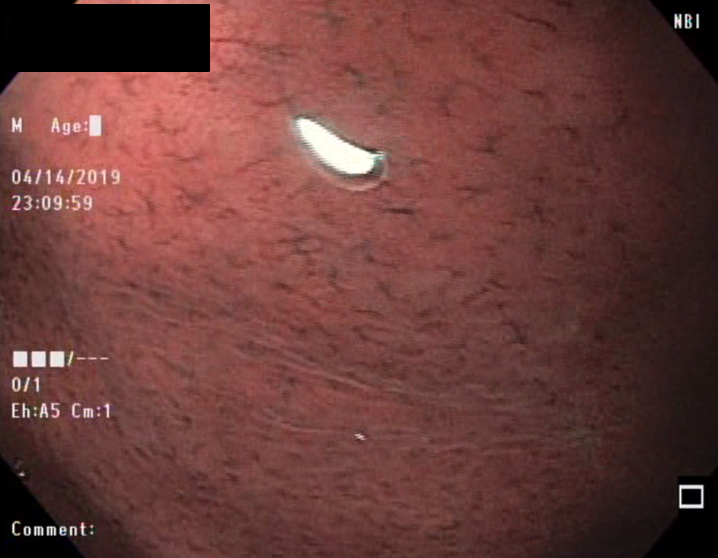 NBI
M Age:
04/14/2019
23:09:59
■■■/---
0/1
Eh:A5 Cm:1
Comment: